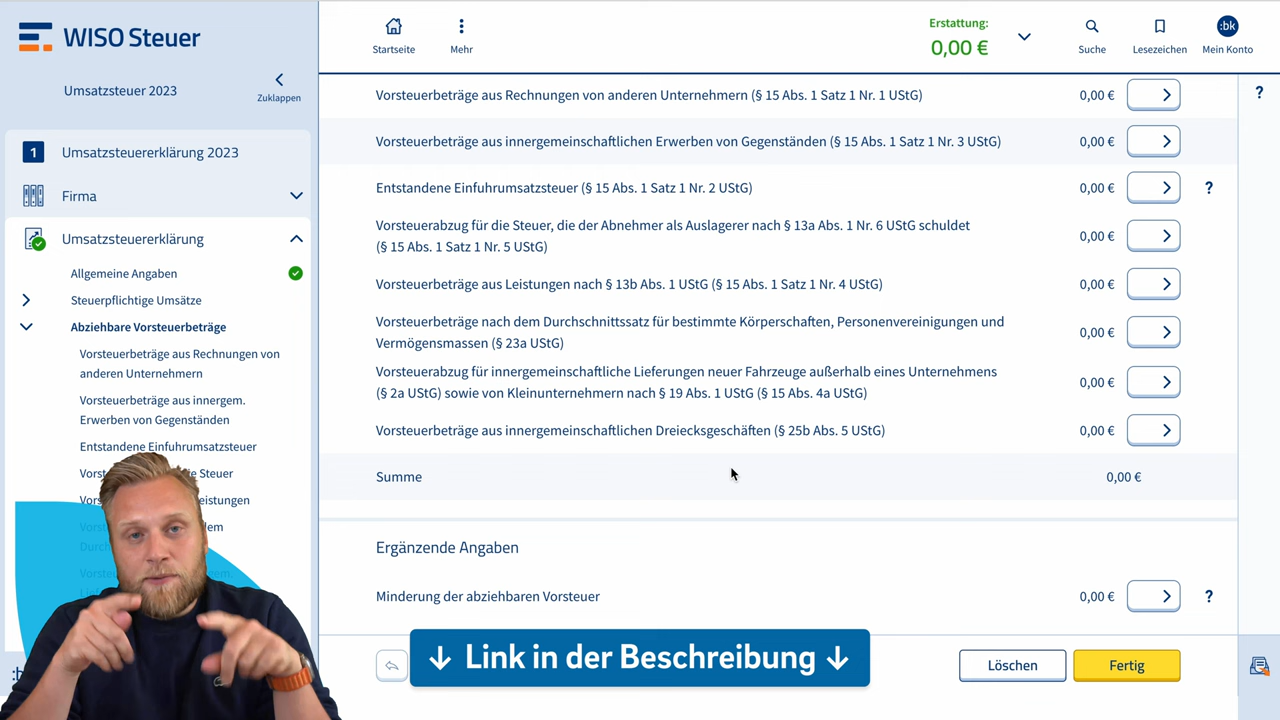 WISO Steuer
Umsatzsteuer 2023
Zuklappen
1
Umsatzsteuererklärung 2023
Firma
Umsatzsteuererklärung
Allgemeine Angaben
Steuerpflichtige Umsätze
Abziehbare Vorsteuerbeträge
Vorsteuerbeträge aus Rechnungen von
anderen Unternehmern
Vorsteuerbeträge aus innergem.
Erwerben von Gegenständen
Entstandene Einfuhrumsatzsteuer
Startseite
Mehr
Erstattung:
0,00 €
Suche
Lesezeichen
:bk
Mein Konto
Vorsteuerbeträge aus Rechnungen von anderen Unternehmern (§ 15 Abs. 1 Satz 1 Nr. 1 UStG) 0,00 €
?
Vorsteuerbeträge aus innergemeinschaftlichen Erwerben von Gegenständen (§ 15 Abs. 1 Satz 1 Nr. 3 UStG) 0,00 €
Entstandene Einfuhrumsatzsteuer (§ 15 Abs. 1 Satz 1 Nr. 2 UStG) 0,00 € ?
Vorsteuerabzug für die Steuer, die der Abnehmer als Auslagerer nach § 13a Abs. 1 Nr. 6 UStG schuldet
(§ 15 Abs. 1 Satz 1 Nr. 5 UStG) 0,00 €
Vorsteuerbeträge aus Leistungen nach § 13b Abs. 1 UStG (§ 15 Abs. 1 Satz 1 Nr. 4 UStG) 0,00 €
Vorsteuerbeträge nach dem Durchschnittssatz für bestimmte Körperschaften, Personenvereinigungen und
Vermögensmassen (§ 23a UStG) 0,00 €
Vorsteuerabzug für innergemeinschaftliche Lieferungen neuer Fahrzeuge außerhalb eines Unternehmens
(§ 2a UStG) sowie von Kleinunternehmern nach § 19 Abs. 1 UStG (§ 15 Abs. 4a UStG) 0,00 €
Vorsteuerbeträge aus innergemeinschaftlichen Dreiecksgeschäften (§ 25b Abs. 5 UStG) 0,00 €
Summe 0,00 €
Ergänzende Angaben
Minderung der abziehbaren Vorsteuer 0,00 € ?
↓ Link in der Beschreibung ↓
Löschen
Fertig